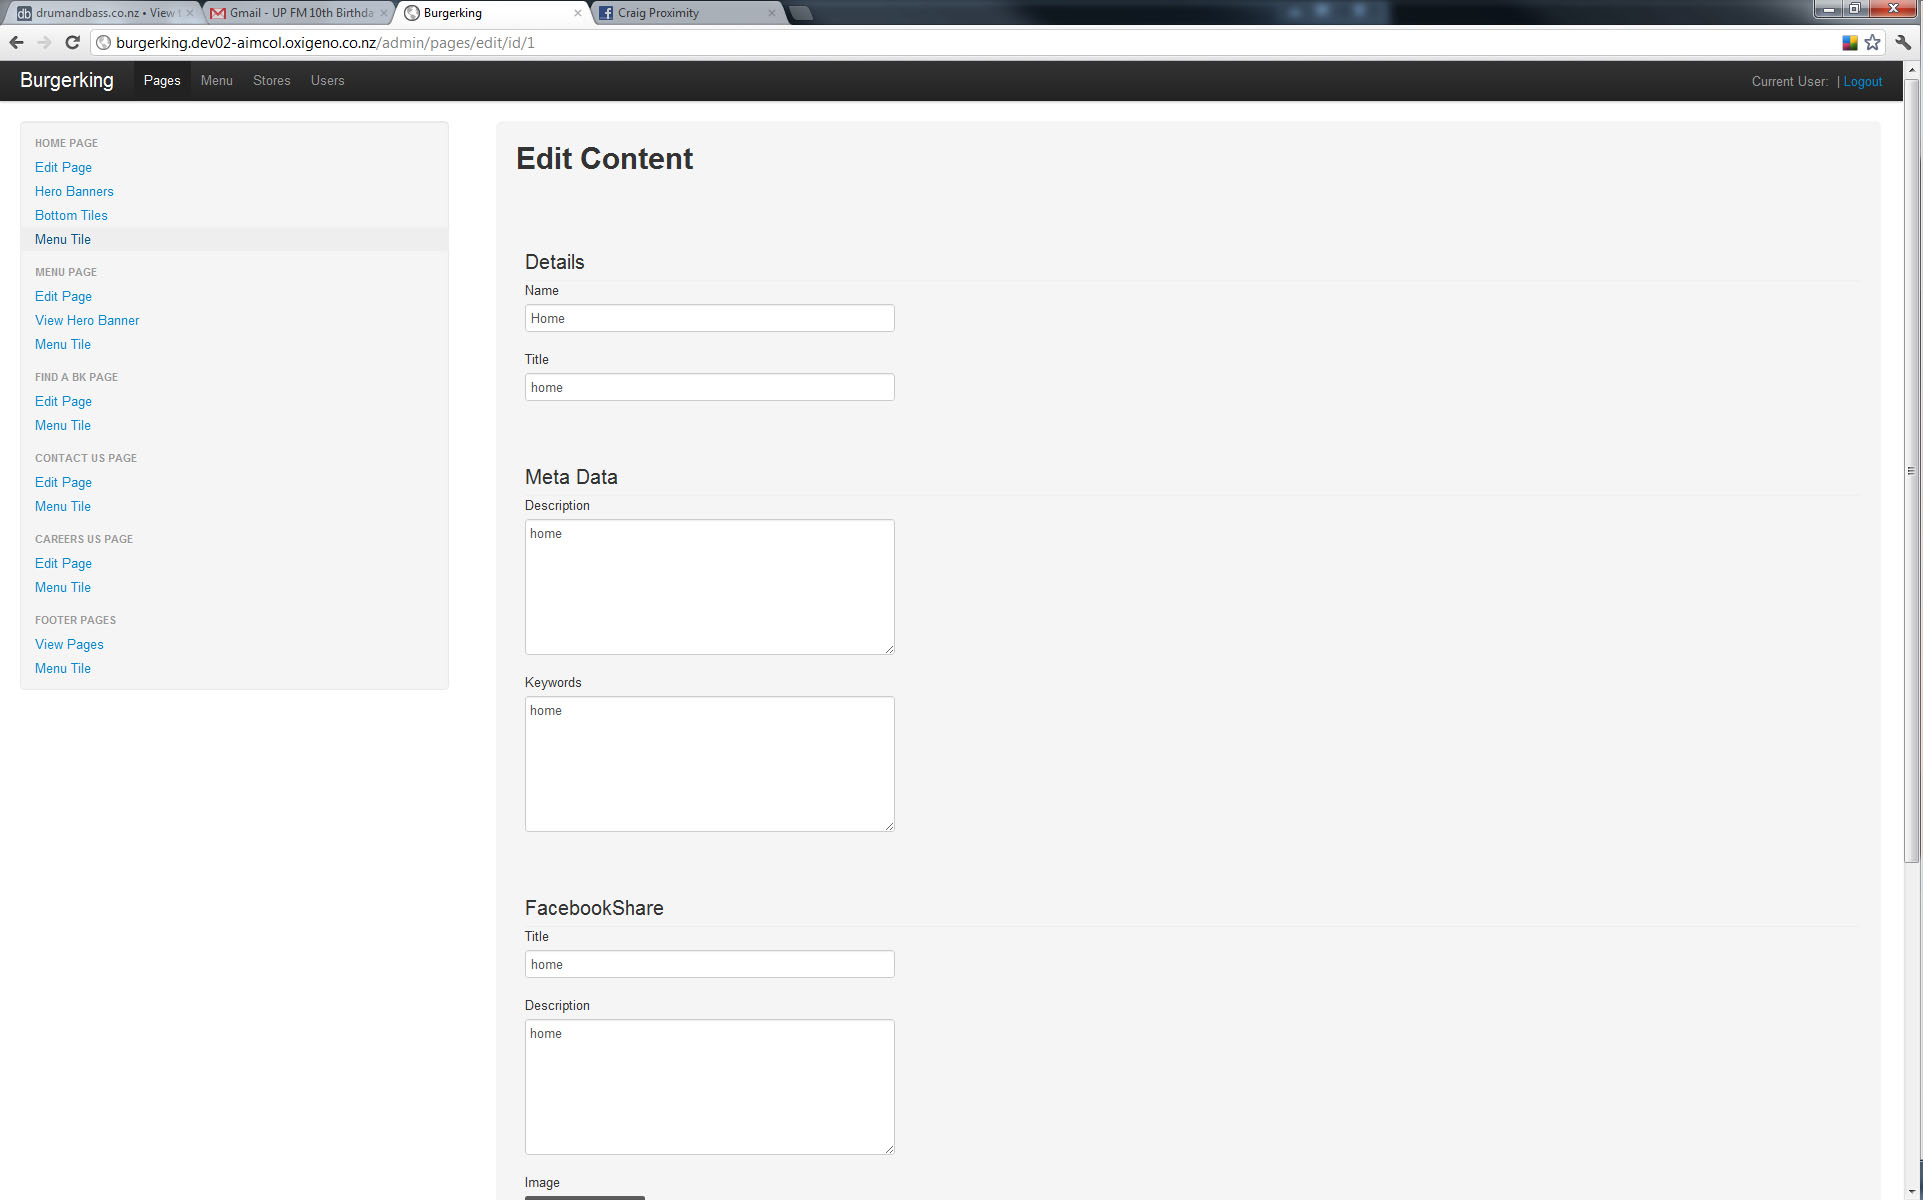 drumandbass.co.nz • View t
Gmail - UP FM 10th Birthda
Burgerking
Craig Proximity
burgerking.dev02-aimcol.oxigeno.co.nz/admin/pages/edit/id/1
Burgerking Pages Menu Stores Users
Current User: | Logout
HOME PAGE
Edit Page
Hero Banners
Bottom Tiles
Menu Tile
MENU PAGE
Edit Page
View Hero Banner
Menu Tile
FIND A BK PAGE
Edit Page
Menu Tile
CONTACT US PAGE
Edit Page
Menu Tile
CAREERS US PAGE
Edit Page
Menu Tile
FOOTER PAGES
View Pages
Menu Tile
Edit Content
Details
Name
Home
Title
home
Meta Data
Description
home
Keywords
home
FacebookShare
Title
home
Description
home
Image